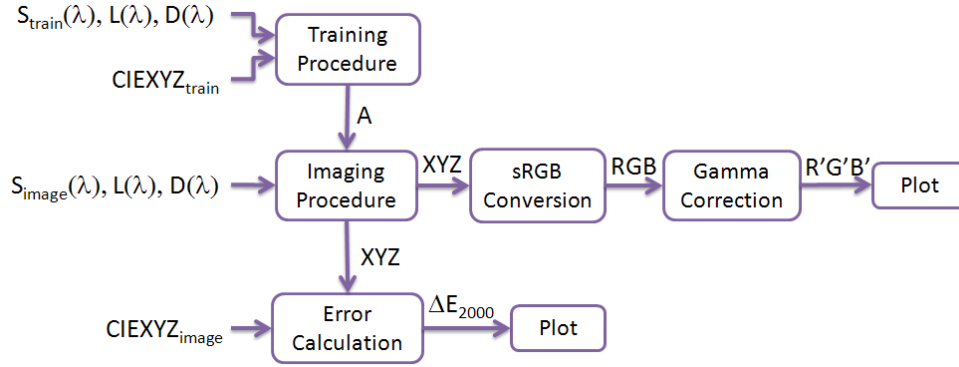 S_train(λ), L(λ), D(λ)
Training
Procedure
CIEXYZ_train
A
S_image(λ), L(λ), D(λ)
Imaging
Procedure
XYZ
sRGB
Conversion
RGB
Gamma
Correction
R'G'B'
Plot
XYZ
CIEXYZ_image
Error
Calculation
ΔE_2000
Plot